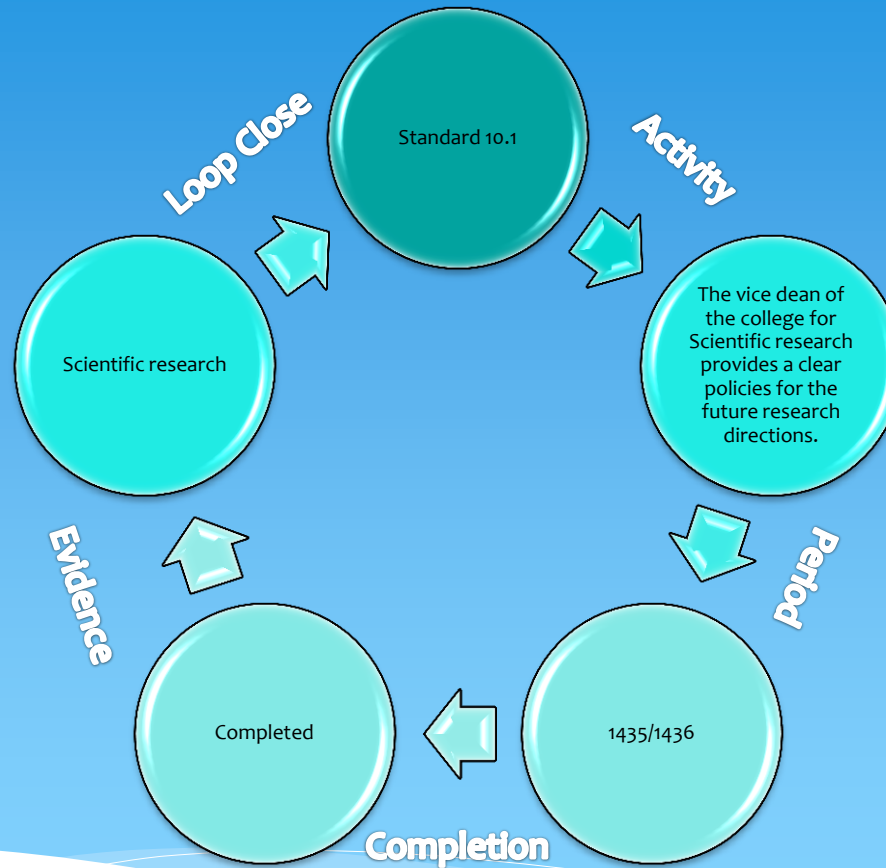 Standard 10.1
Activity
The vice dean of
the college for
Scientific research
provides a clear
policies for the
future research
directions.
Period
1435/1436
Completion
Completed
Evidence
Scientific research
Loop Close